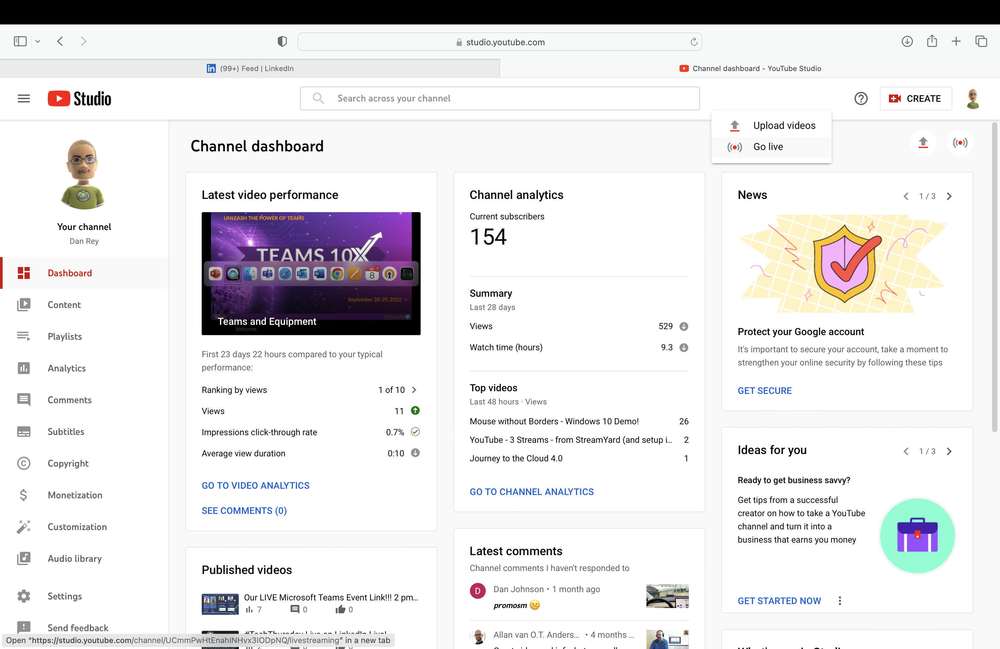 studio.youtube.com
(99+) Feed | LinkedIn
Channel dashboard - YouTube Studio
Studio
Search across your channel
CREATE
Upload videos
Go live
Your channel
Dan Rey
Dashboard
Content
Playlists
Analytics
Comments
Subtitles
Copyright
Monetization
Customization
Audio library
Settings
Send feedback
Channel dashboard
Latest video performance
UNLEASH THE POWER OF TEAMS
TEAMS 10X
SEP 3
8
September 28-29, 2022
#Teams10X
Teams and Equipment
Welcome.
First 23 days 22 hours compared to your typical
performance:
Ranking by views 1 of 10
Views 11
Impressions click-through rate 0.7%
Average view duration 0:10
GO TO VIDEO ANALYTICS
SEE COMMENTS (0)
Published videos
Our LIVE Microsoft Teams Event Link!!! 2 pm...
7 0 0
#TechThursday Live on LinkedIn Live!
Channel analytics
Current subscribers
154
Summary
Last 28 days
Views 529
Watch time (hours) 9.3
Top videos
Last 48 hours · Views
Mouse without Borders - Windows 10 Demo! 26
YouTube - 3 Streams - from StreamYard (and setup i... 2
Journey to the Cloud 4.0 1
GO TO CHANNEL ANALYTICS
Latest comments
Channel comments I haven't responded to
D
Dan Johnson • 1 month ago
promosm ☹️
Allan van O.T. Anders... • 4 months ...
News
1 / 3
Protect your Google account
It's important to secure your account, take a moment to
strengthen your online security by following these tips
GET SECURE
Ideas for you
1 / 3
Ready to get business savvy?
Get tips from a successful
creator on how to take a YouTube
channel and turn it into a
business that earns you money
GET STARTED NOW
Open “https://studio.youtube.com/channel/UCmmPwHtEnahINHvx3IODpNQ/livestreaming” in a new tab